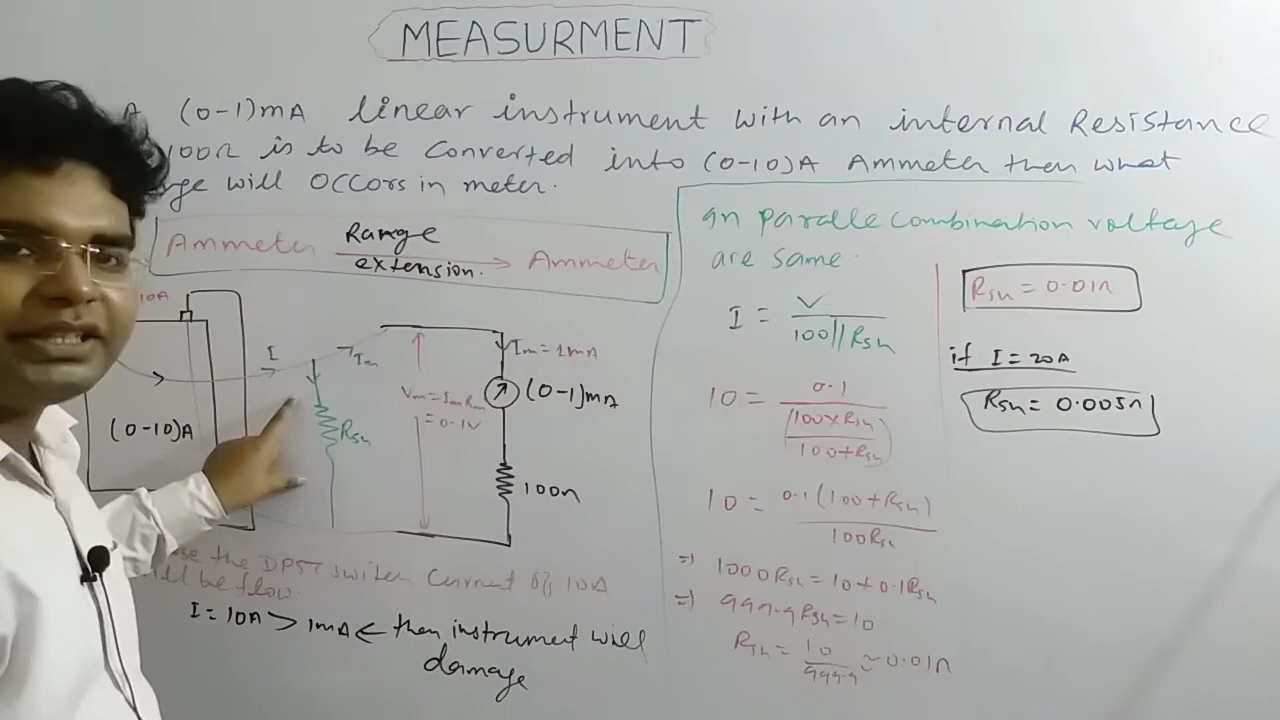 MEASURMENT
A (0-1)mA linear instrument with an internal Resistance
100Ω is to be converted into (0-10)A Ammeter then what
will OCCors in meter.
Ammeter Range extension. Ammeter
10A
(0-10)A
I
Im
Rsh
Vm = ImRm
= 0.1V
Im = 1mA
(0-1)mA
100Ω
the DPST switch current of 10A
be flow.
I = 10A > 1mA ← then instrument will
damage
In paralle combination voltage
are same.
I = V / 100||Rsh
10 = 0.1 / (100×Rsh / 100+Rsh)
10 = 0.1(100+Rsh) / 100Rsh
⇒ 1000Rsh = 10 + 0.1Rsh
⇒ 999.9Rsh = 10
Rsh = 10 / 999.9 ≈ 0.01Ω
Rsh = 0.01Ω
if I = 20A
Rsh = 0.005Ω